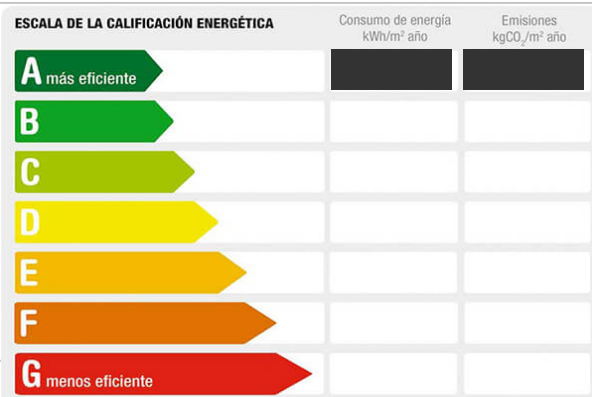 ESCALA DE LA CALIFICACIÓN ENERGÉTICA
Consumo de energía
kWh/m² año
Emisiones
kgCO₂/m² año
A más eficiente
B
C
D
E
F
G menos eficiente